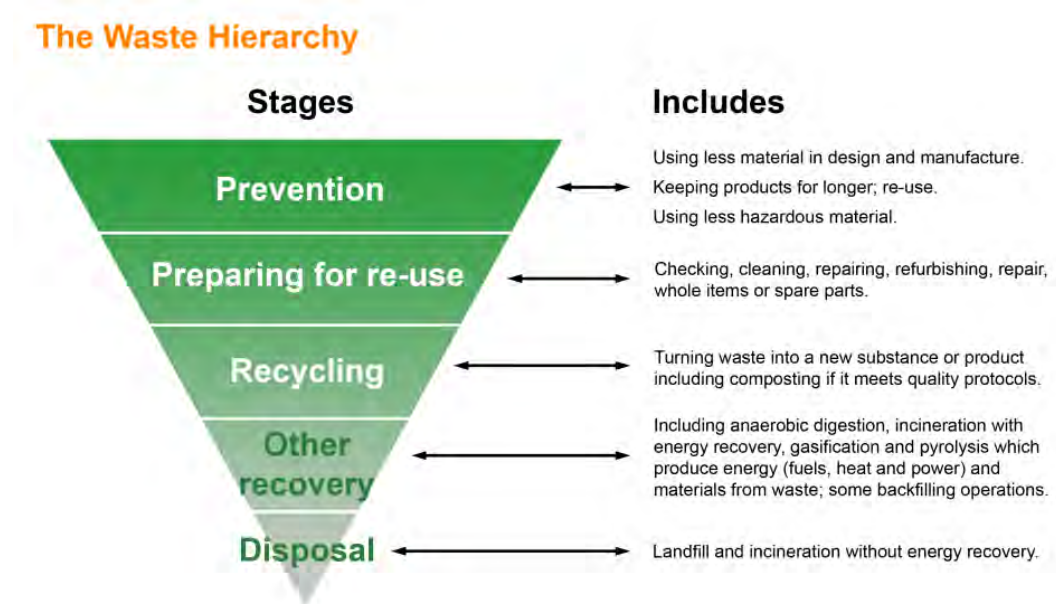 The Waste Hierarchy
Stages
Includes
Prevention
Using less material in design and manufacture.
Keeping products for longer; re-use.
Using less hazardous material.
Preparing for re-use
Checking, cleaning, repairing, refurbishing, repair,
whole items or spare parts.
Recycling
Turning waste into a new substance or product
including composting if it meets quality protocols.
Other
recovery
Including anaerobic digestion, incineration with
energy recovery, gasification and pyrolysis which
produce energy (fuels, heat and power) and
materials from waste; some backfilling operations.
Disposal
Landfill and incineration without energy recovery.